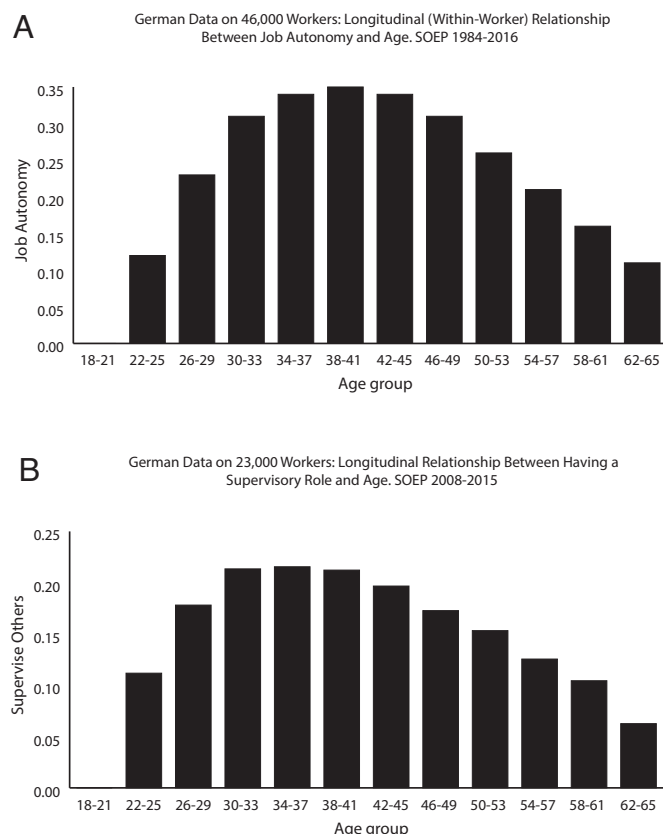 A
German Data on 46,000 Workers: Longitudinal (Within-Worker) Relationship
Between Job Autonomy and Age. SOEP 1984-2016
Job Autonomy
0.35
0.30
0.25
0.20
0.15
0.10
0.05
0.00
18-21 22-25 26-29 30-33 34-37 38-41 42-45 46-49 50-53 54-57 58-61 62-65
Age group
B
German Data on 23,000 Workers: Longitudinal Relationship Between Having a
Supervisory Role and Age. SOEP 2008-2015
Supervise Others
0.25
0.20
0.15
0.10
0.05
0.00
18-21 22-25 26-29 30-33 34-37 38-41 42-45 46-49 50-53 54-57 58-61 62-65
Age group